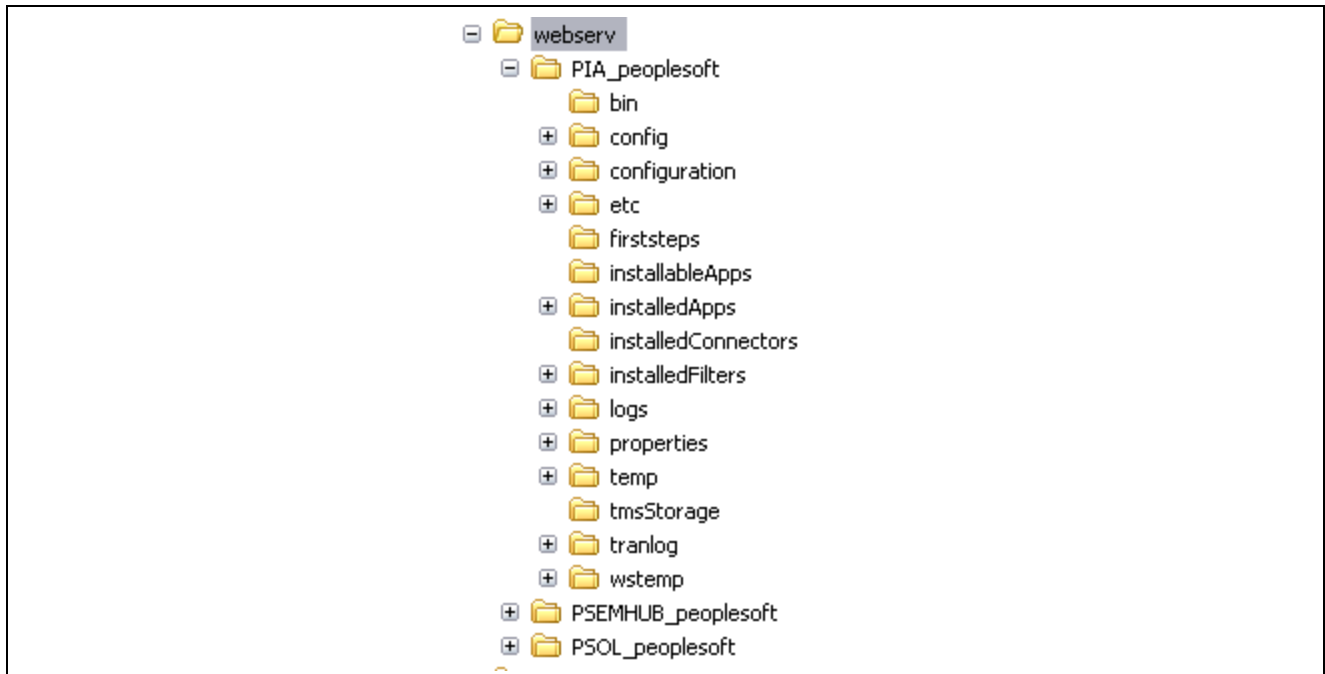 webserv
PIA_peoplesoft
bin
config
configuration
etc
firststeps
installableApps
installedApps
installedConnectors
installedFilters
logs
properties
temp
tmsStorage
tranlog
wstemp
PSEMHUB_peoplesoft
PSOL_peoplesoft